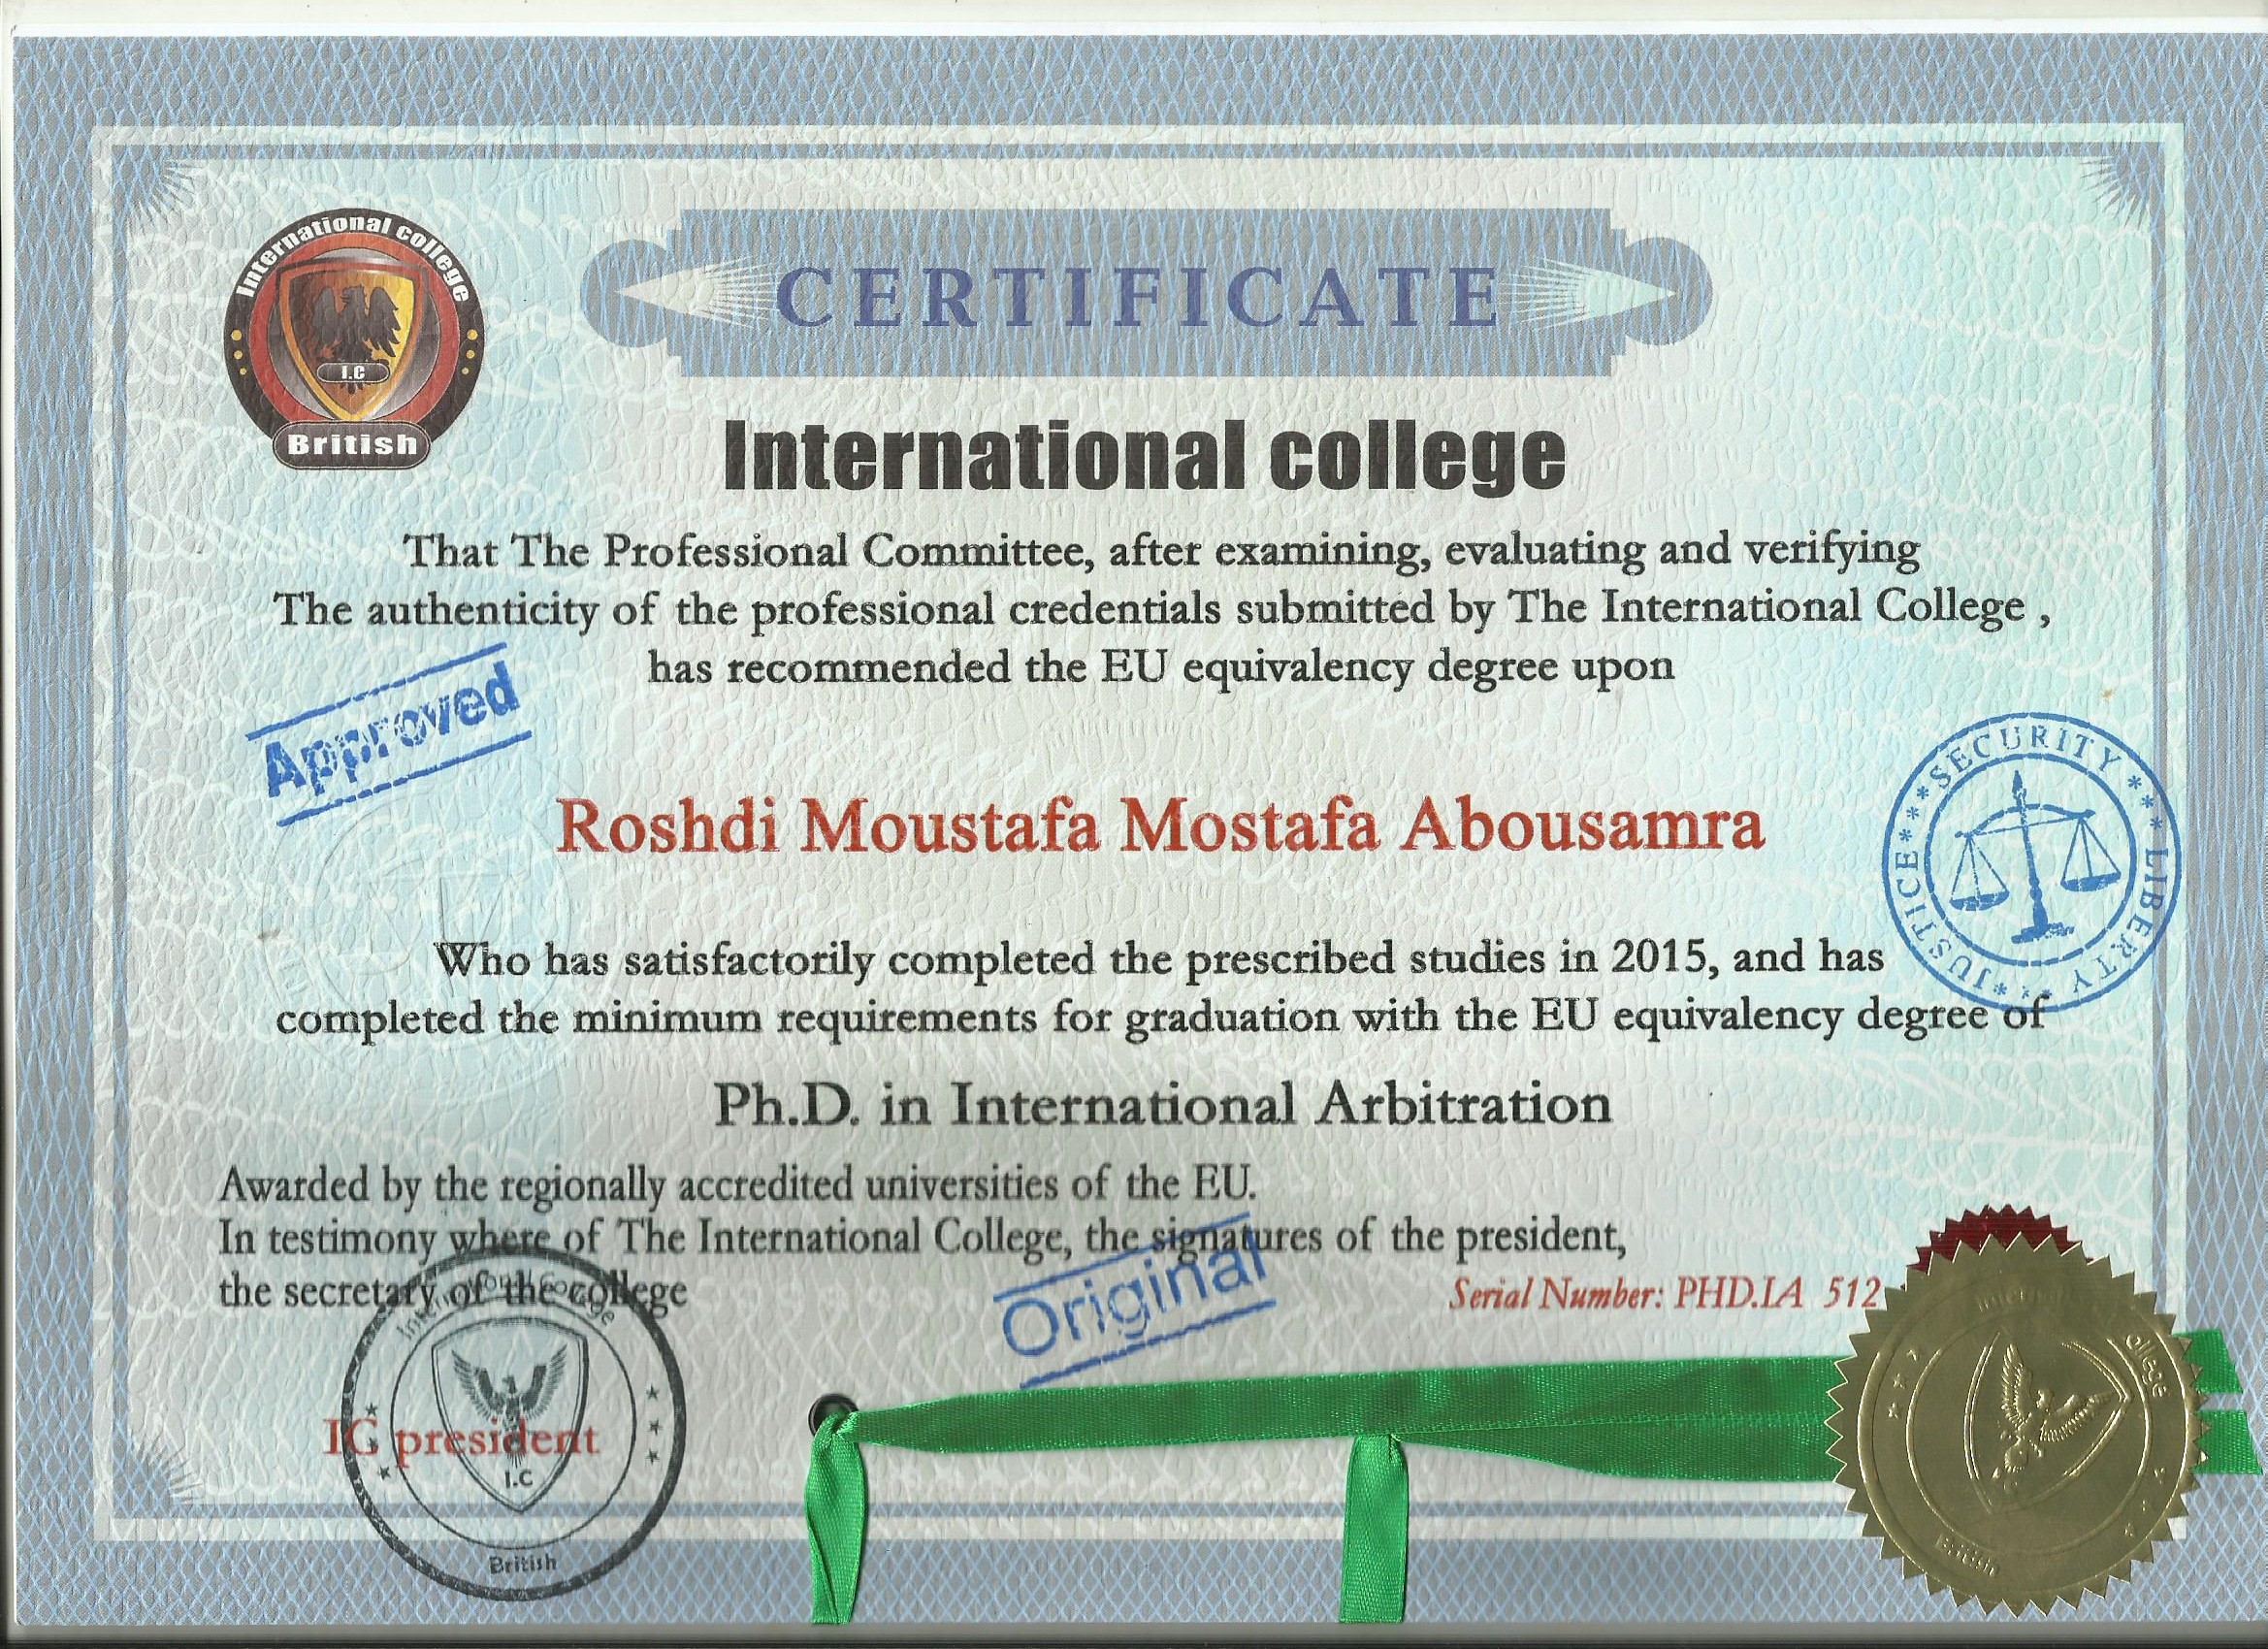 International college
I.C
British
CERTIFICATE
International college
That The Professional Committee, after examining, evaluating and verifying
The authenticity of the professional credentials submitted by The International College ,
has recommended the EU equivalency degree upon
Approved
Roshdi Moustafa Mostafa Abousamra
SECURITY *** LIBERTY *** JUSTICE ***
Who has satisfactorily completed the prescribed studies in 2015, and has
completed the minimum requirements for graduation with the EU equivalency degree of
Ph.D. in International Arbitration
Awarded by the regionally accredited universities of the EU.
In testimony where of The International College, the signatures of the president,
the secretary of the college
Original
Serial Number: PHD.IA 512
International College
IC president
I.C
British
ollege
British